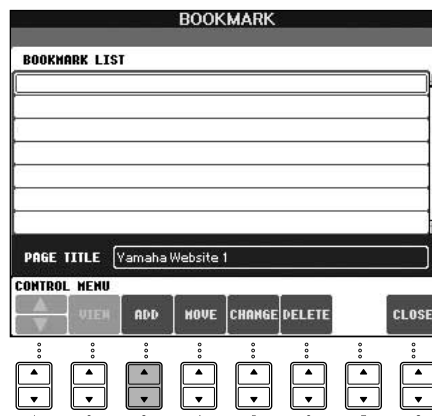 BOOKMARK
BOOKMARK LIST
PAGE TITLE Yamaha Website 1
CONTROL MENU
VIEW ADD MOVE CHANGE DELETE CLOSE